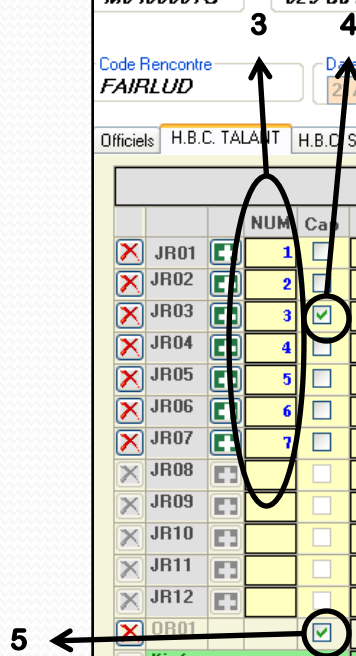 3 4
Code Rencontre
FAIRLUD
Officiels H.B.C. TALANT H.B.C. S
NUM Cap
JR01 1
JR02 2
JR03 3
JR04 4
JR05 5
JR06 6
JR07 7
JR08
JR09
JR10
JR11
JR12
OR01
5